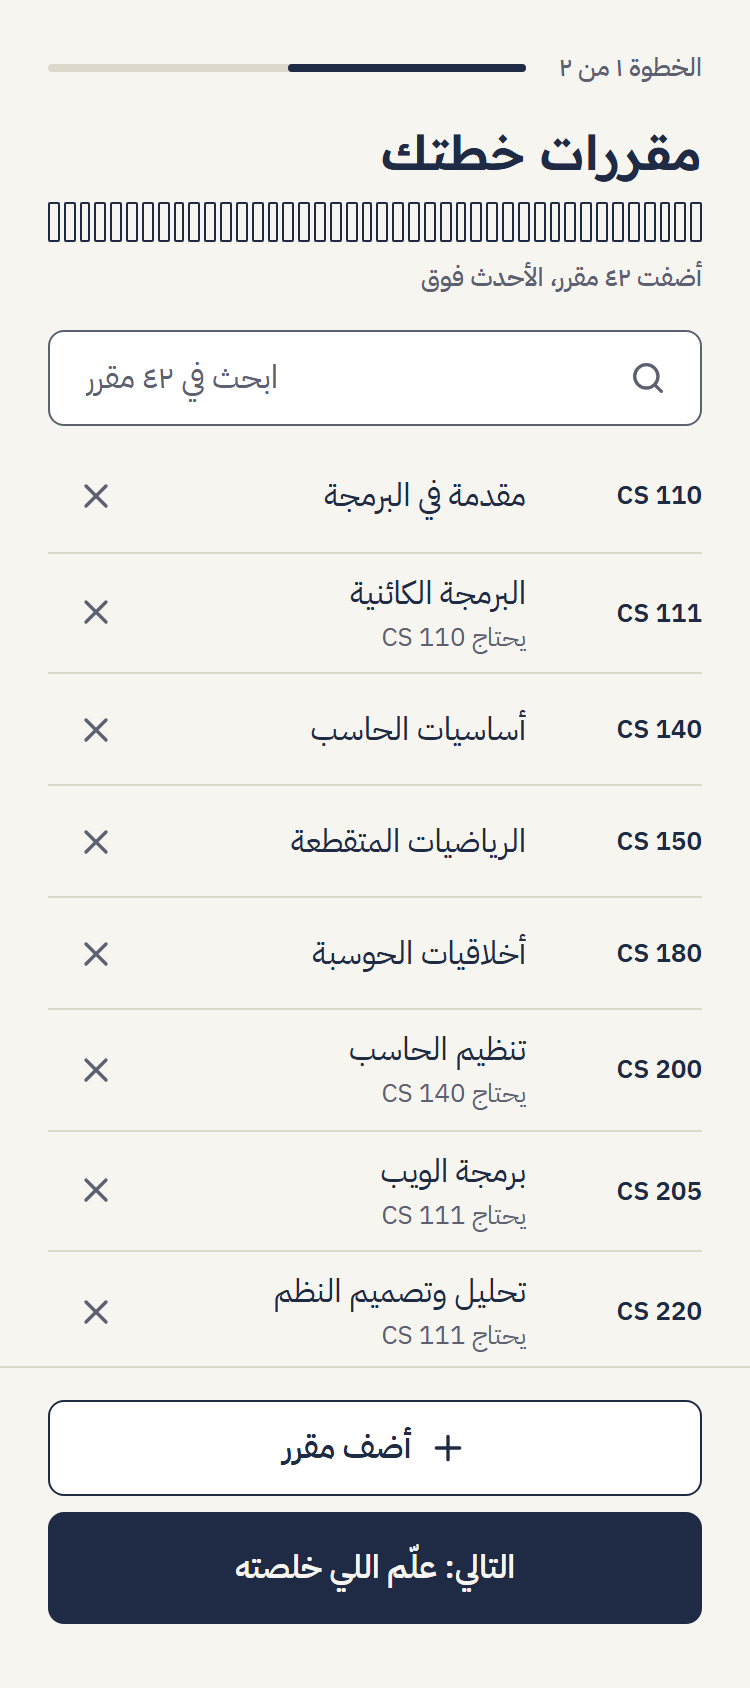 الخطوة ١ من ٢
مقررات خطتك
أضفت ٤٢ مقرر، الأحدث فوق
ابحث في ٤٢ مقرر
CS 110 مقدمة في البرمجة
CS 111 البرمجة الكائنية
يحتاج CS 110
CS 140 أساسيات الحاسب
CS 150 الرياضيات المتقطعة
CS 180 أخلاقيات الحوسبة
CS 200 تنظيم الحاسب
يحتاج CS 140
CS 205 برمجة الويب
يحتاج CS 111
CS 220 تحليل وتصميم النظم
يحتاج CS 111
أضف مقرر
التالي: علّم اللي خلصته